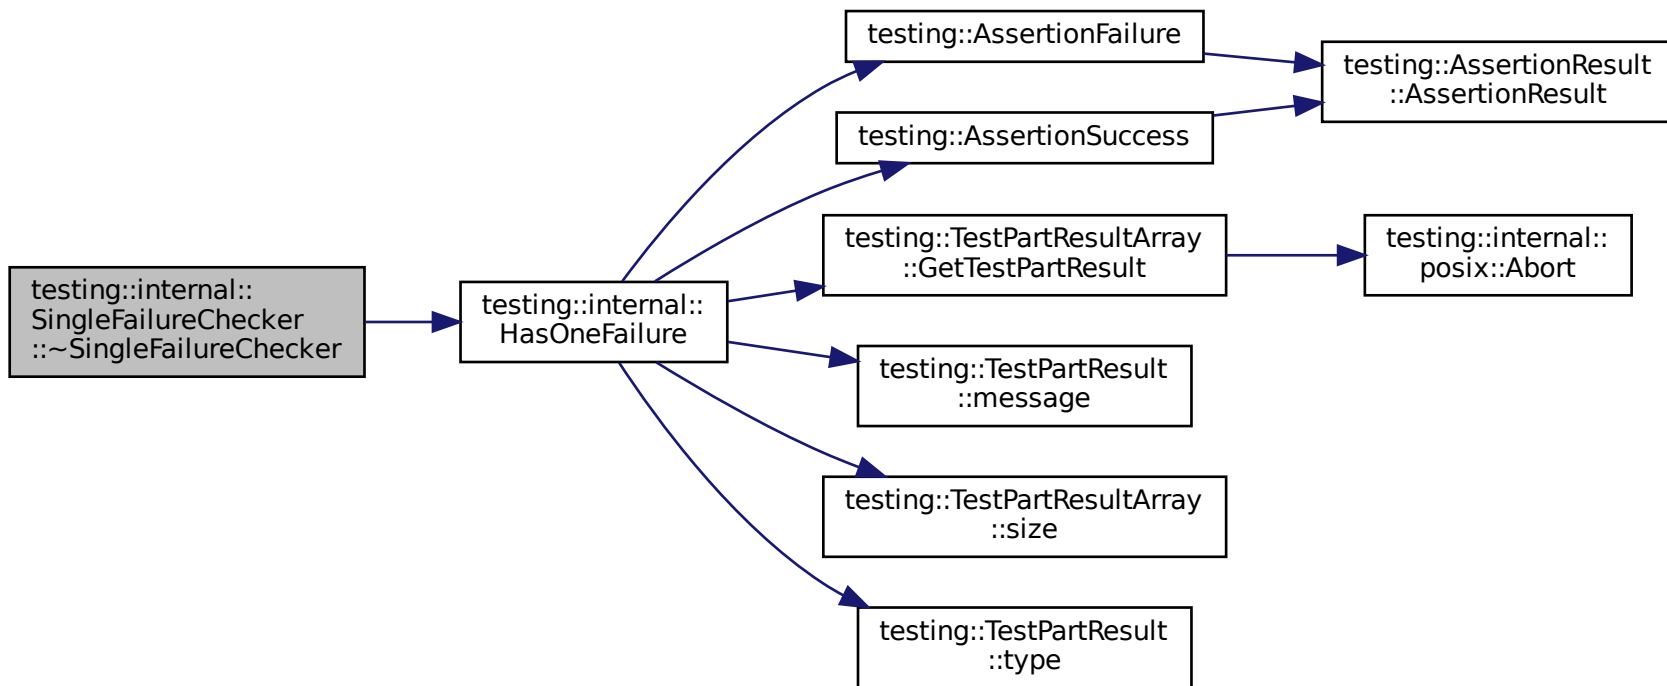 testing::internal::
SingleFailureChecker
::~SingleFailureChecker
testing::internal::
HasOneFailure
testing::AssertionFailure
testing::AssertionSuccess
testing::TestPartResultArray
::GetTestPartResult
testing::TestPartResult
::message
testing::TestPartResultArray
::size
testing::TestPartResult
::type
testing::AssertionResult
::AssertionResult
testing::internal::
posix::Abort